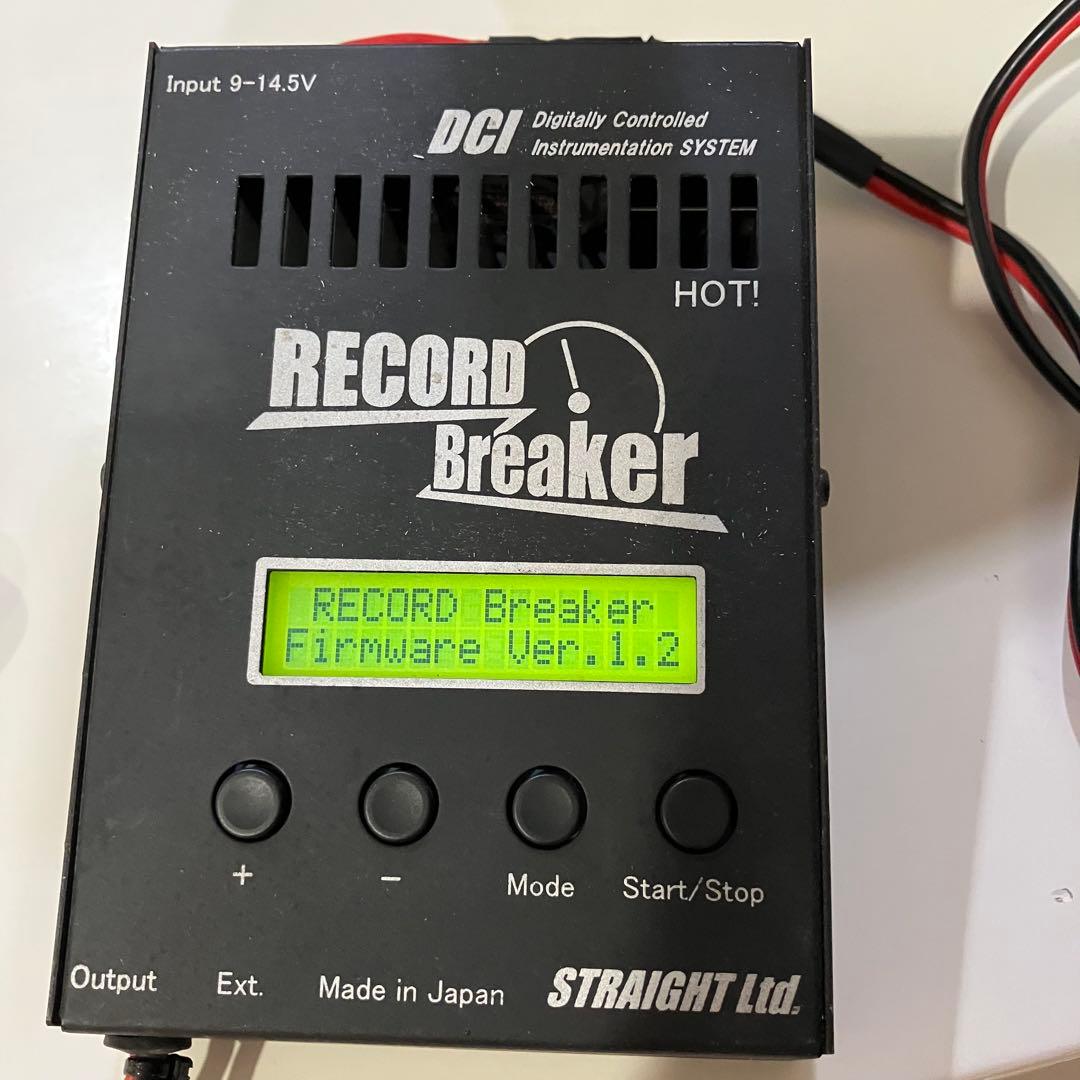 Input 9-14.5V
DCI Digitally Controlled
Instrumentation SYSTEM
HOT!
RECORD
Breaker
RECORD Breaker
Firmware Ver.1.2
+ - Mode Start/Stop
Output Ext. Made in Japan STRAIGHT Ltd.